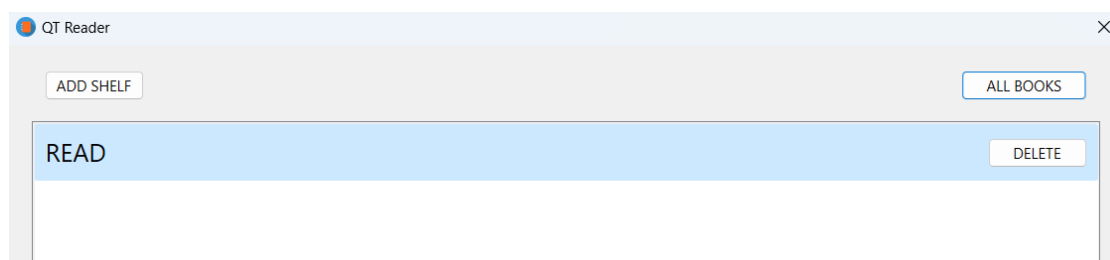 QT Reader
ADD SHELF
ALL BOOKS
READ
DELETE